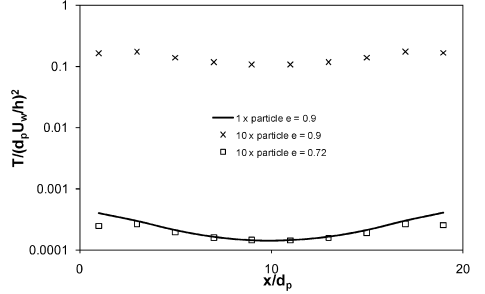 1
0.1
0.01
0.001
0.0001
T/(dpUw/h)²
1 x particle e = 0.9
10 x particle e = 0.9
10 x particle e = 0.72
0
10
20
x/dp